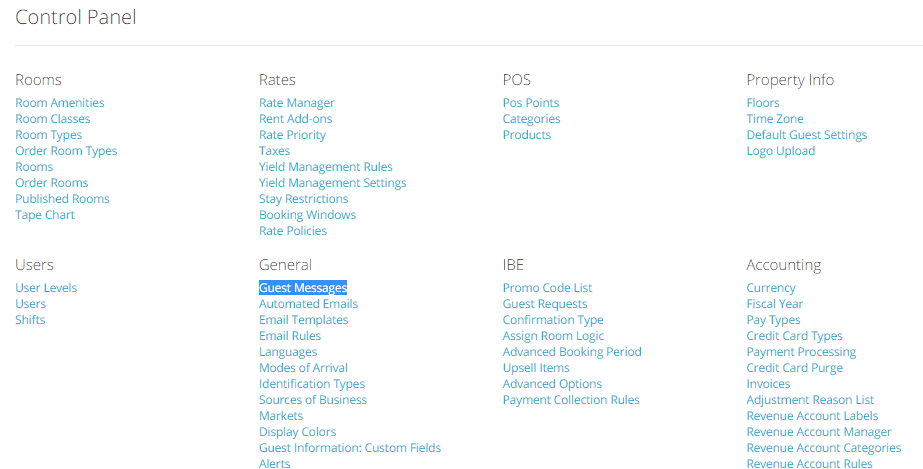 Control Panel
Rooms
Room Amenities
Room Classes
Room Types
Order Room Types
Rooms
Order Rooms
Published Rooms
Tape Chart
Rates
Rate Manager
Rent Add-ons
Rate Priority
Taxes
Yield Management Rules
Yield Management Settings
Stay Restrictions
Booking Windows
Rate Policies
POS
Pos Points
Categories
Products
Property Info
Floors
Time Zone
Default Guest Settings
Logo Upload
Users
User Levels
Users
Shifts
General
Guest Messages
Automated Emails
Email Templates
Email Rules
Languages
Modes of Arrival
Identification Types
Sources of Business
Markets
Display Colors
Guest Information: Custom Fields
Alerts
IBE
Promo Code List
Guest Requests
Confirmation Type
Assign Room Logic
Advanced Booking Period
Upsell Items
Advanced Options
Payment Collection Rules
Accounting
Currency
Fiscal Year
Pay Types
Credit Card Types
Payment Processing
Credit Card Purge
Invoices
Adjustment Reason List
Revenue Account Labels
Revenue Account Manager
Revenue Account Categories
Revenue Account Rules